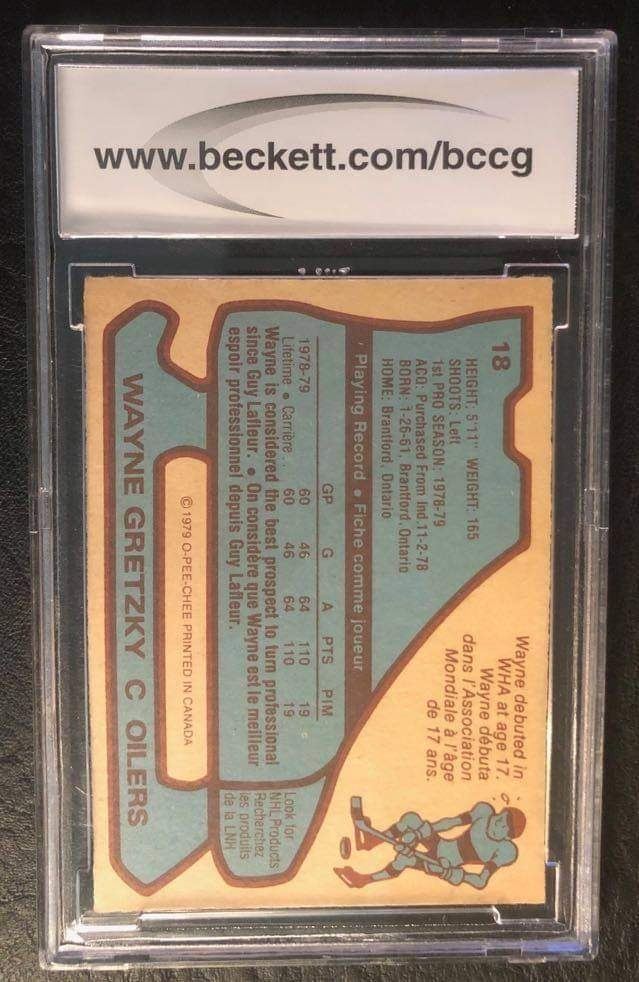 www.beckett.com/bccg
18
HEIGHT: 5'11" WEIGHT: 165
SHOOTS: Left
1st PRO SEASON: 1978-79
ACQ: Purchased From Ind. 11-2-78
BORN: 1-26-61, Brantford, Ontario
HOME: Brantford, Ontario
Wayne debuted in
WHA at age 17.
Wayne débuta
dans l'Association
Mondiale à l'âge
de 17 ans.
Playing Record • Fiche comme joueur
GP G A PTS PIM
1978-79 60 46 64 110 19
Lifetime • Carrière . . 60 46 64 110 19
Wayne is considered the best prospect to turn professional
since Guy Lafleur. • On considère que Wayne est le meilleur
espoir professionnel depuis Guy Lafleur.
Look for
NHL Products
Recherchez
les produits
de la LNH
© 1979 O-PEE-CHEE PRINTED IN CANADA
WAYNE GRETZKY C OILERS